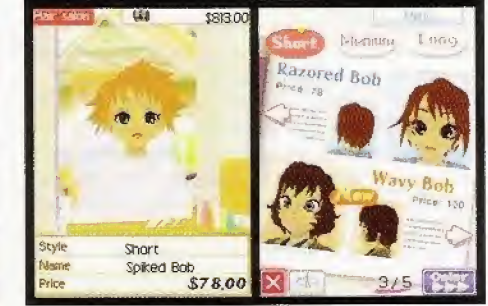 Hair salon
$813.00
Style Short
Name Spiked Bob
Price $78.00
Short Medium Long
Razored Bob
Price 78
Wavy Bob
Price 100
3/5